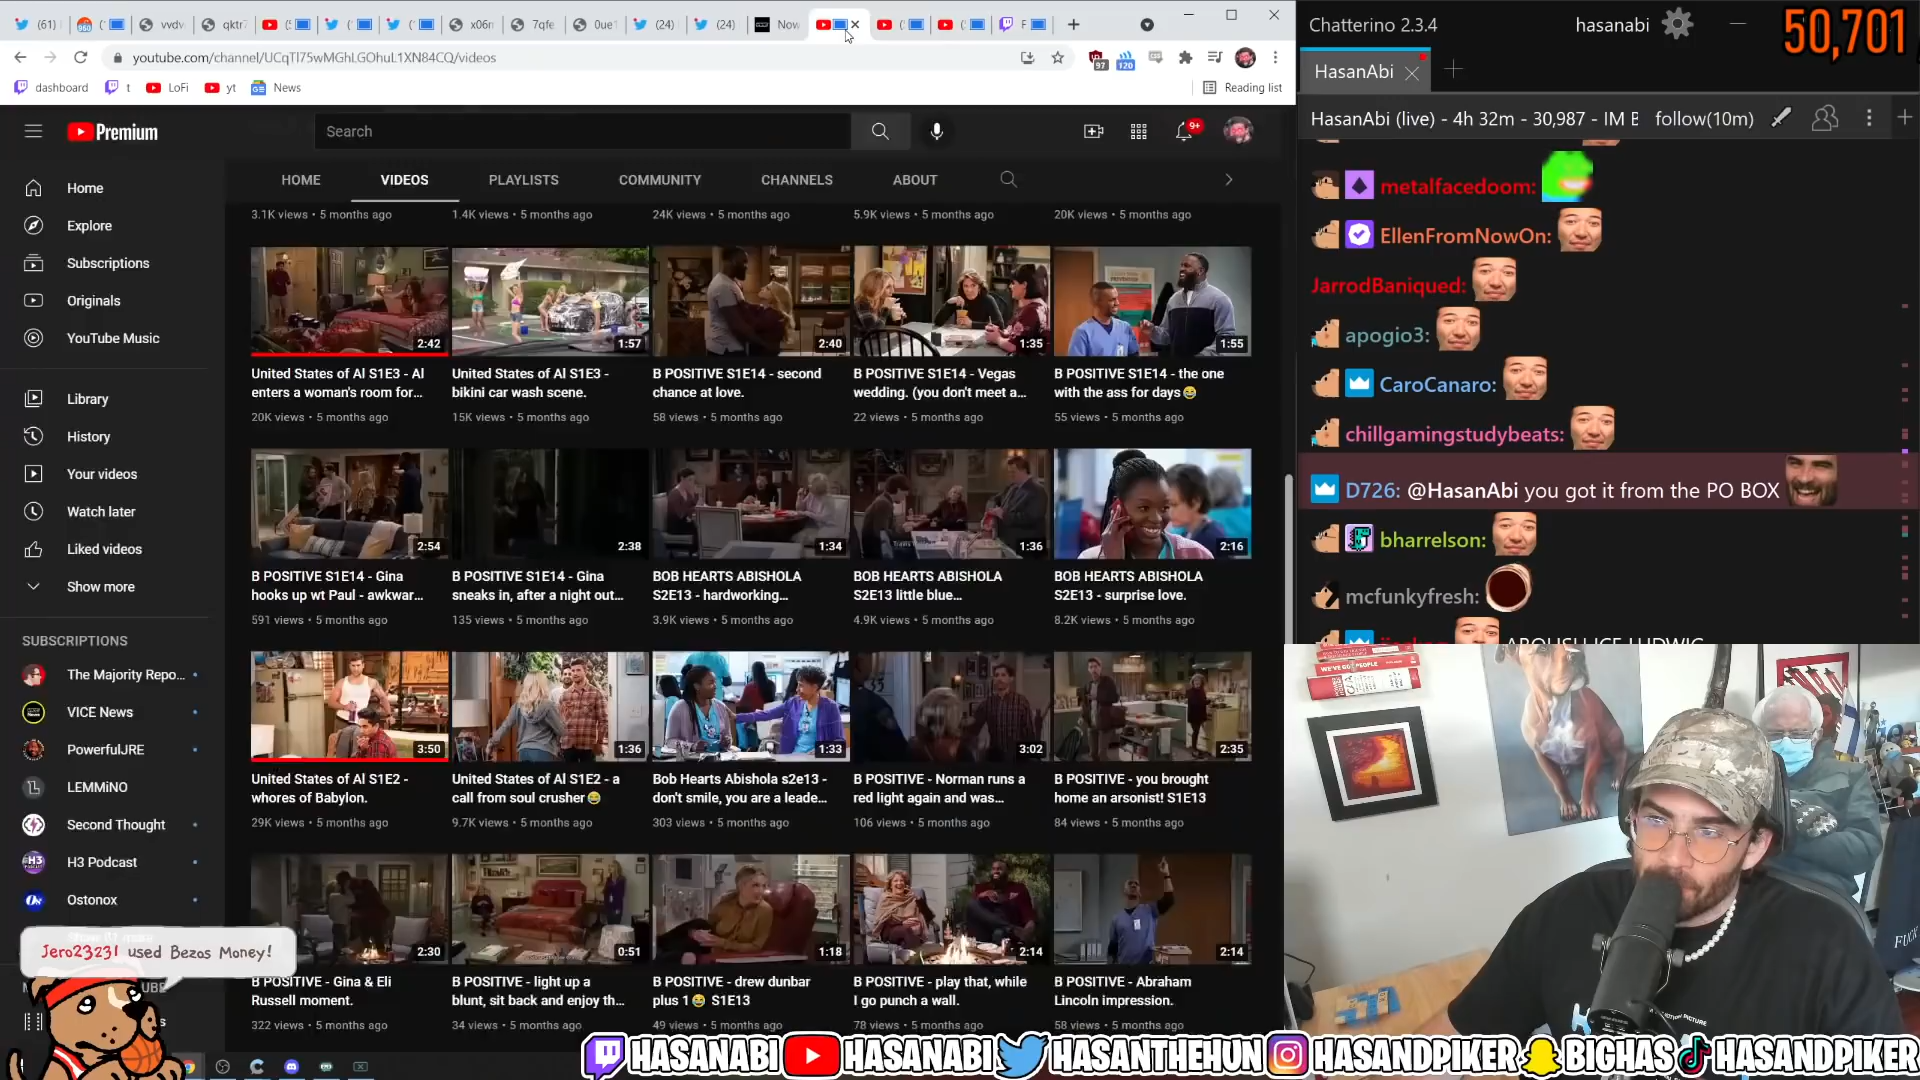 (61)
vvdv
qktr7
x06r
7qfe
0ue1
(24)
(24)
Now
youtube.com/channel/UCqTl75wMGhLGOhuL1XN84CQ/videos
97
120
dashboard
t
LoFi
yt
News
Reading list
Premium
Search
9+
HOME
VIDEOS
PLAYLISTS
COMMUNITY
CHANNELS
ABOUT
3.1K views • 5 months ago
1.4K views • 5 months ago
24K views • 5 months ago
5.9K views • 5 months ago
20K views • 5 months ago
Home
Explore
Subscriptions
Originals
YouTube Music
Library
History
Your videos
Watch later
Liked videos
Show more
SUBSCRIPTIONS
The Majority Repo...
VICE News
PowerfulJRE
LEMMiNO
Second Thought
H3 Podcast
Ostonox
2:42
1:57
2:40
1:35
1:55
United States of Al S1E3 - Al
enters a woman's room for...
20K views • 5 months ago
United States of Al S1E3 -
bikini car wash scene.
15K views • 5 months ago
B POSITIVE S1E14 - second
chance at love.
58 views • 5 months ago
B POSITIVE S1E14 - Vegas
wedding. (you don't meet a...
22 views • 5 months ago
B POSITIVE S1E14 - the one
with the ass for days😂
55 views • 5 months ago
2:54
2:38
1:34
1:36
2:16
B POSITIVE S1E14 - Gina
hooks up wt Paul - awkwar...
591 views • 5 months ago
B POSITIVE S1E14 - Gina
sneaks in, after a night out...
135 views • 5 months ago
BOB HEARTS ABISHOLA
S2E13 - hardworking...
3.9K views • 5 months ago
BOB HEARTS ABISHOLA
S2E13 little blue...
4.9K views • 5 months ago
BOB HEARTS ABISHOLA
S2E13 - surprise love.
8.2K views • 5 months ago
3:50
1:36
1:33
3:02
2:35
United States of Al S1E2 -
whores of Babylon.
29K views • 5 months ago
United States of Al S1E2 - a
call from soul crusher😂
9.7K views • 5 months ago
Bob Hearts Abishola s2e13 -
don't smile, you are a leade...
303 views • 5 months ago
B POSITIVE - Norman runs a
red light again and was...
106 views • 5 months ago
B POSITIVE - you brought
home an arsonist! S1E13
84 views • 5 months ago
2:30
0:51
1:18
2:14
2:14
B POSITIVE - Gina & Eli
Russell moment.
322 views • 5 months ago
B POSITIVE - light up a
blunt, sit back and enjoy th...
34 views • 5 months ago
B POSITIVE - drew dunbar
plus 1😂 S1E13
49 views • 5 months ago
B POSITIVE - play that, while
I go punch a wall.
78 views • 5 months ago
B POSITIVE - Abraham
Lincoln impression.
58 views • 5 months ago
Jero23231 used Bezos Money!
Chatterino 2.3.4
hasanabi
50,701
HasanAbi
HasanAbi (live) - 4h 32m - 30,987 - IM B
follow(10m)
metalfacedoom:
EllenFromNowOn:
JarrodBaniqued:
apogio3:
CaroCanaro:
chillgamingstudybeats:
D726: @HasanAbi you got it from the PO BOX
bharrelson:
mcfunkyfresh:
WE'VE GOT PEOPLE
HASANABI
HASANABI
HASANTHEHUN
HASANDPIKER
BIGHAS
HASANDPIKER